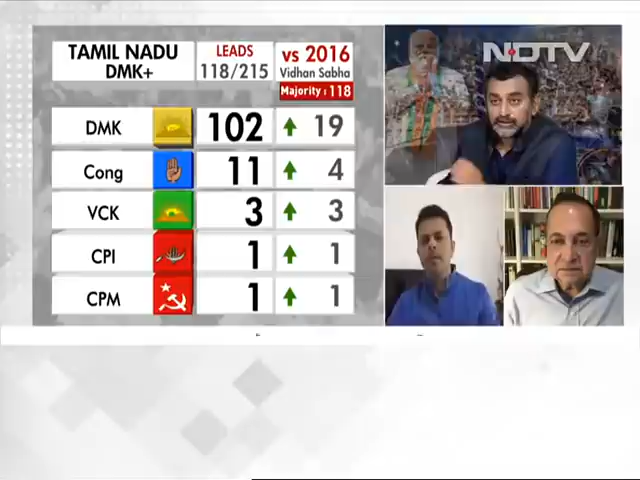 TAMIL NADU
DMK+
LEADS
118/215
vs 2016
Vidhan Sabha
Majority : 118
DMK 102 19
Cong 11 4
VCK 3 3
CPI 1 1
CPM 1 1
NDTV